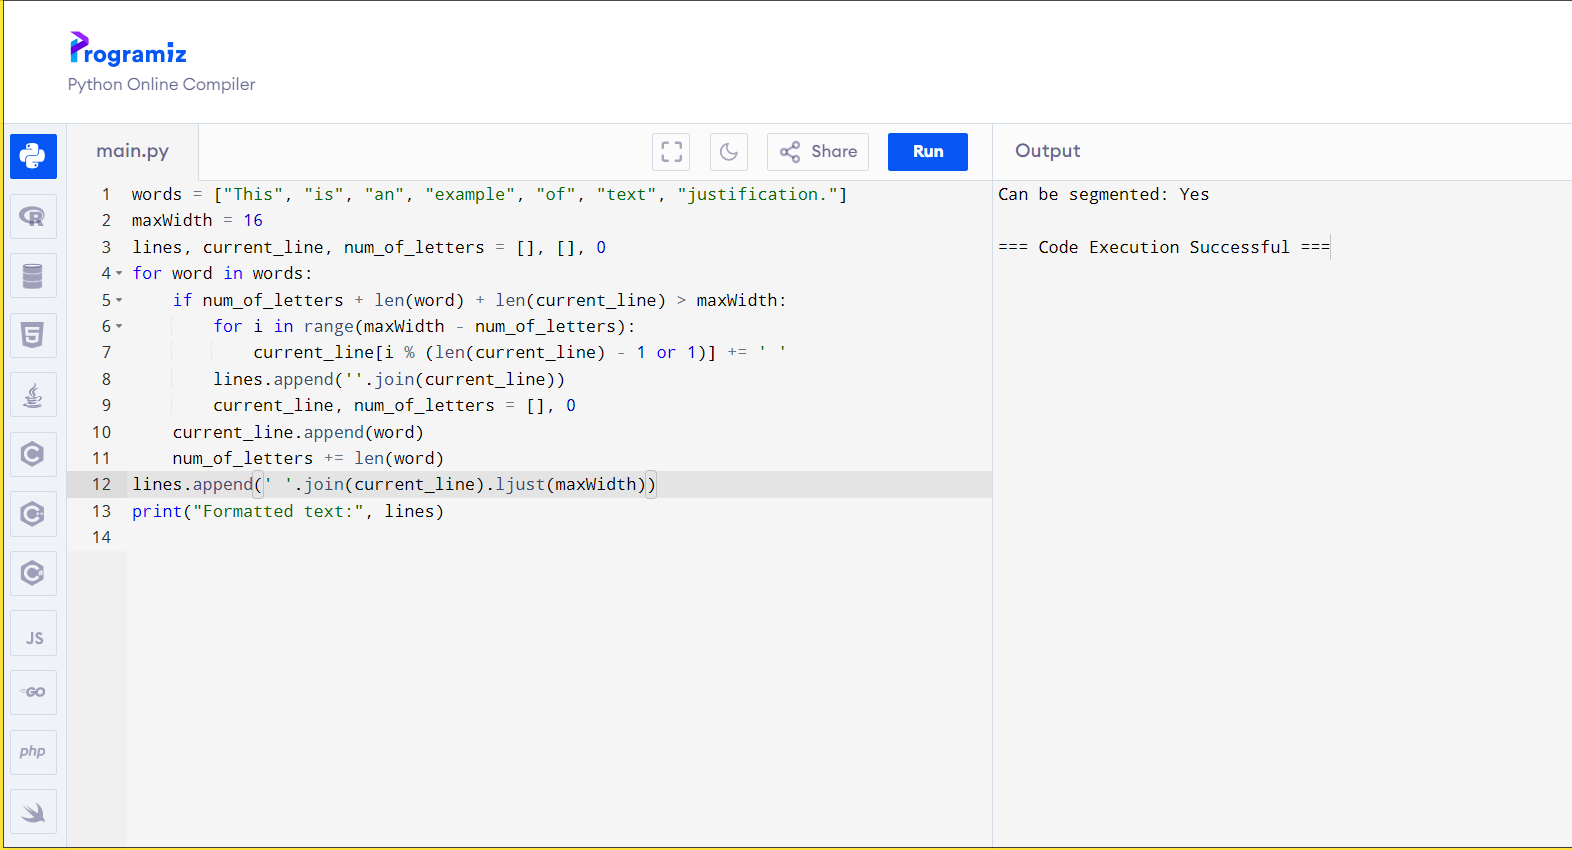 Programiz
Python Online Compiler
main.py
Share
Run
Output
1 words = ["This", "is", "an", "example", "of", "text", "justification."]
2 maxWidth = 16
3 lines, current_line, num_of_letters = [], [], 0
4 for word in words:
5     if num_of_letters + len(word) + len(current_line) > maxWidth:
6         for i in range(maxWidth - num_of_letters):
7             current_line[i % (len(current_line) - 1 or 1)] += ' '
8         lines.append(''.join(current_line))
9         current_line, num_of_letters = [], 0
10     current_line.append(word)
11     num_of_letters += len(word)
12 lines.append(' '.join(current_line).ljust(maxWidth))
13 print("Formatted text:", lines)
14
Can be segmented: Yes
=== Code Execution Successful ===
R
5
C
C++
C#
JS
GO
php